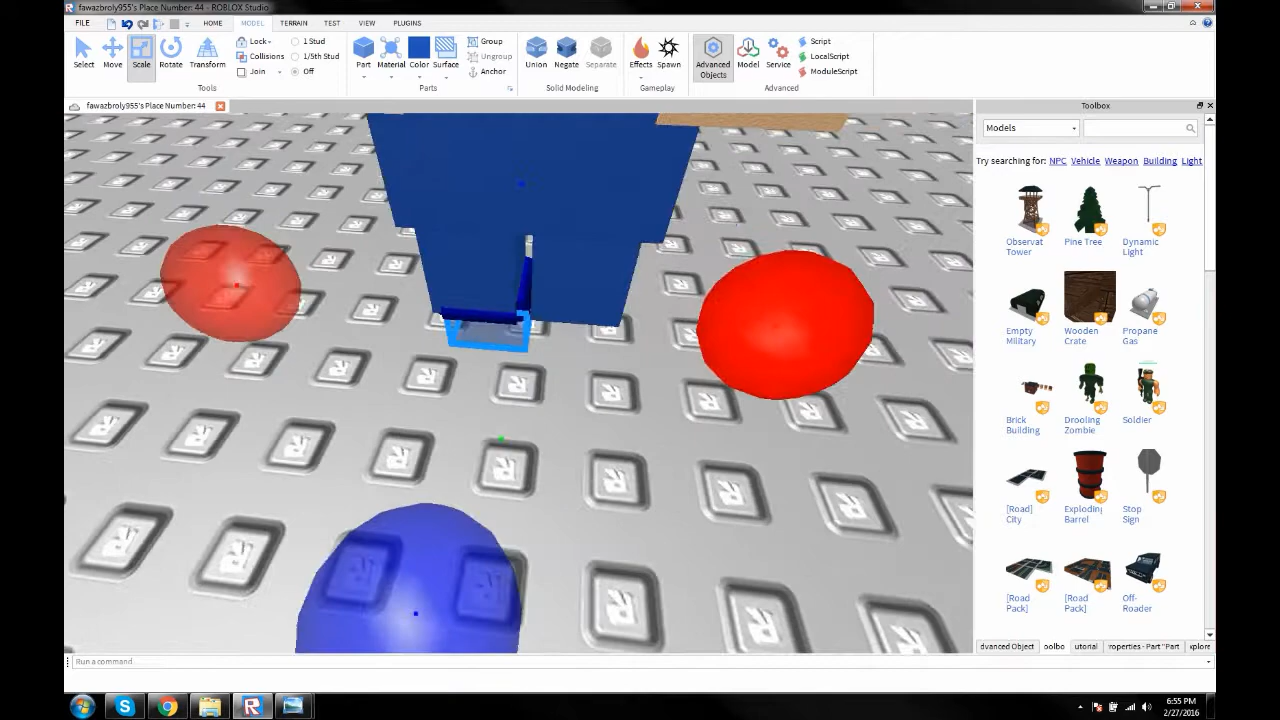 fawazbroly955's Place Number: 44 - ROBLOX Studio
FILE HOME MODEL TERRAIN TEST VIEW PLUGINS
Select Move Scale Rotate Transform
Lock Collisions Join
1 Stud
1/5th Stud
Off
Tools
Part Material Color Surface
Group
Ungroup
Anchor
Parts
Union Negate Separate
Solid Modeling
Effects Spawn
Gameplay
Advanced Objects
Model Service
Script
LocalScript
ModuleScript
Advanced
fawazbroly955's Place Number: 44
Toolbox
Models
Try searching for: NPC Vehicle Weapon Building Light
Observat Tower
Pine Tree
Dynamic Light
Empty Military
Wooden Crate
Propane Gas
Brick Building
Drooling Zombie
Soldier
[Road] City
Exploding Barrel
Stop Sign
[Road Pack]
[Road Pack]
Off-Roader
dvanced Object oolbo utorial roperties - Part "Part xplore
Run a command...
6:55 PM
2/27/2016